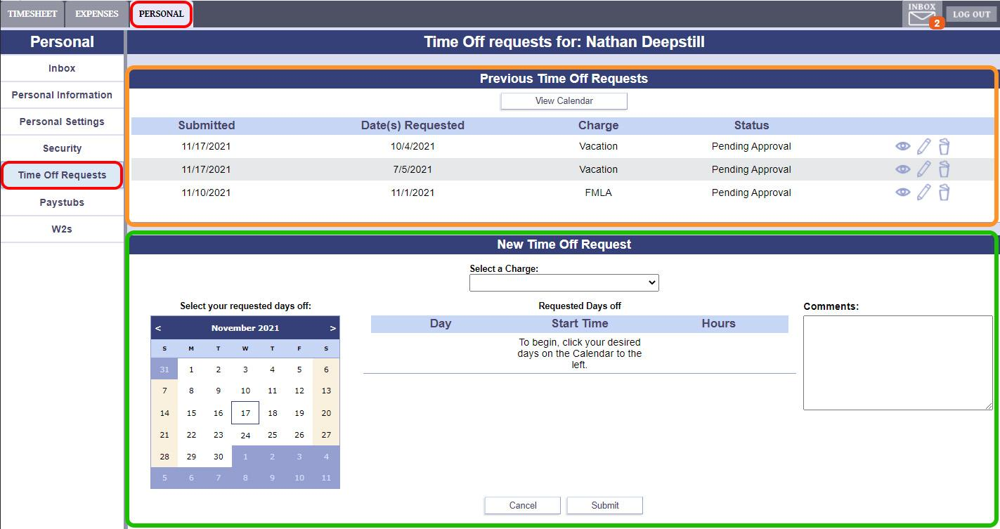 TIMESHEET EXPENSES PERSONAL INBOX 2 LOG OUT
Personal
Inbox
Personal Information
Personal Settings
Security
Time Off Requests
Paystubs
W2s
Time Off requests for: Nathan Deepstill
Previous Time Off Requests
View Calendar
Submitted Date(s) Requested Charge Status
11/17/2021 10/4/2021 Vacation Pending Approval
11/17/2021 7/5/2021 Vacation Pending Approval
11/10/2021 11/1/2021 FMLA Pending Approval
New Time Off Request
Select a Charge:
Select your requested days off:
< November 2021 >
S M T W T F S
31 1 2 3 4 5 6
7 8 9 10 11 12 13
14 15 16 17 18 19 20
21 22 23 24 25 26 27
28 29 30 1 2 3 4
5 6 7 8 9 10 11
Requested Days off
Day Start Time Hours
To begin, click your desired
days on the Calendar to the
left.
Comments:
Cancel Submit